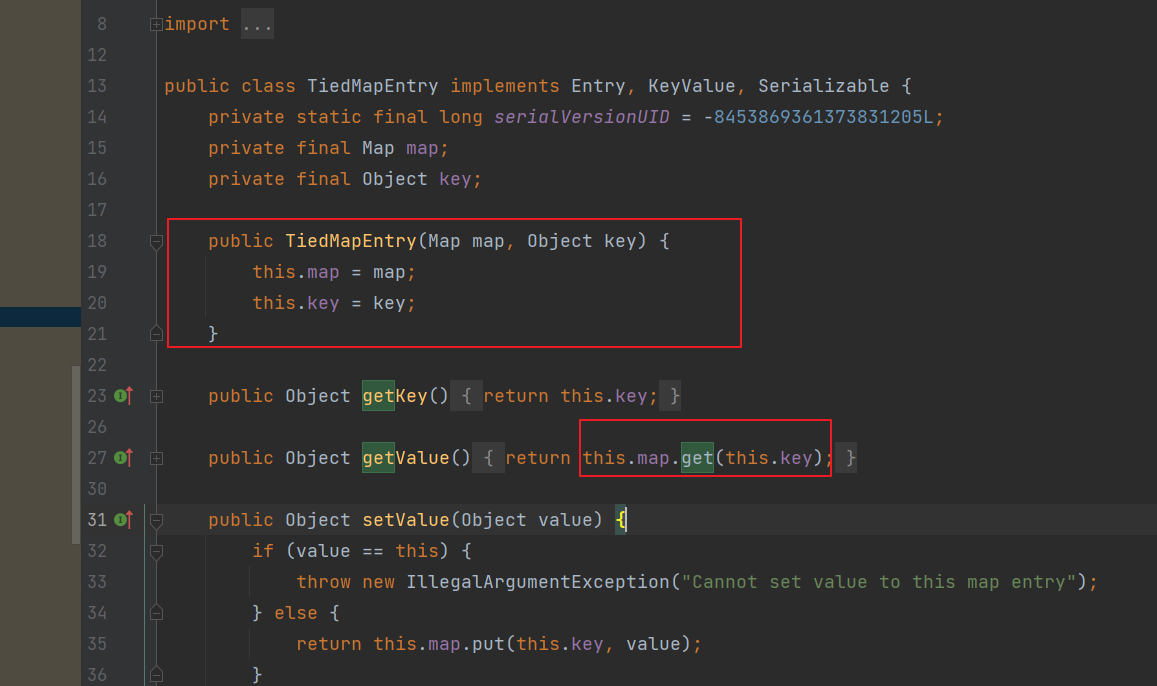 8 import ...
12
13 public class TiedMapEntry implements Entry, KeyValue, Serializable {
14 private static final long serialVersionUID = -8453869361373831205L;
15 private final Map map;
16 private final Object key;
17
18 public TiedMapEntry(Map map, Object key) {
19 this.map = map;
20 this.key = key;
21 }
22
23 public Object getKey() { return this.key; }
26
27 public Object getValue() { return this.map.get(this.key); }
30
31 public Object setValue(Object value) {
32 if (value == this) {
33 throw new IllegalArgumentException("Cannot set value to this map entry");
34 } else {
35 return this.map.put(this.key, value);
36 }